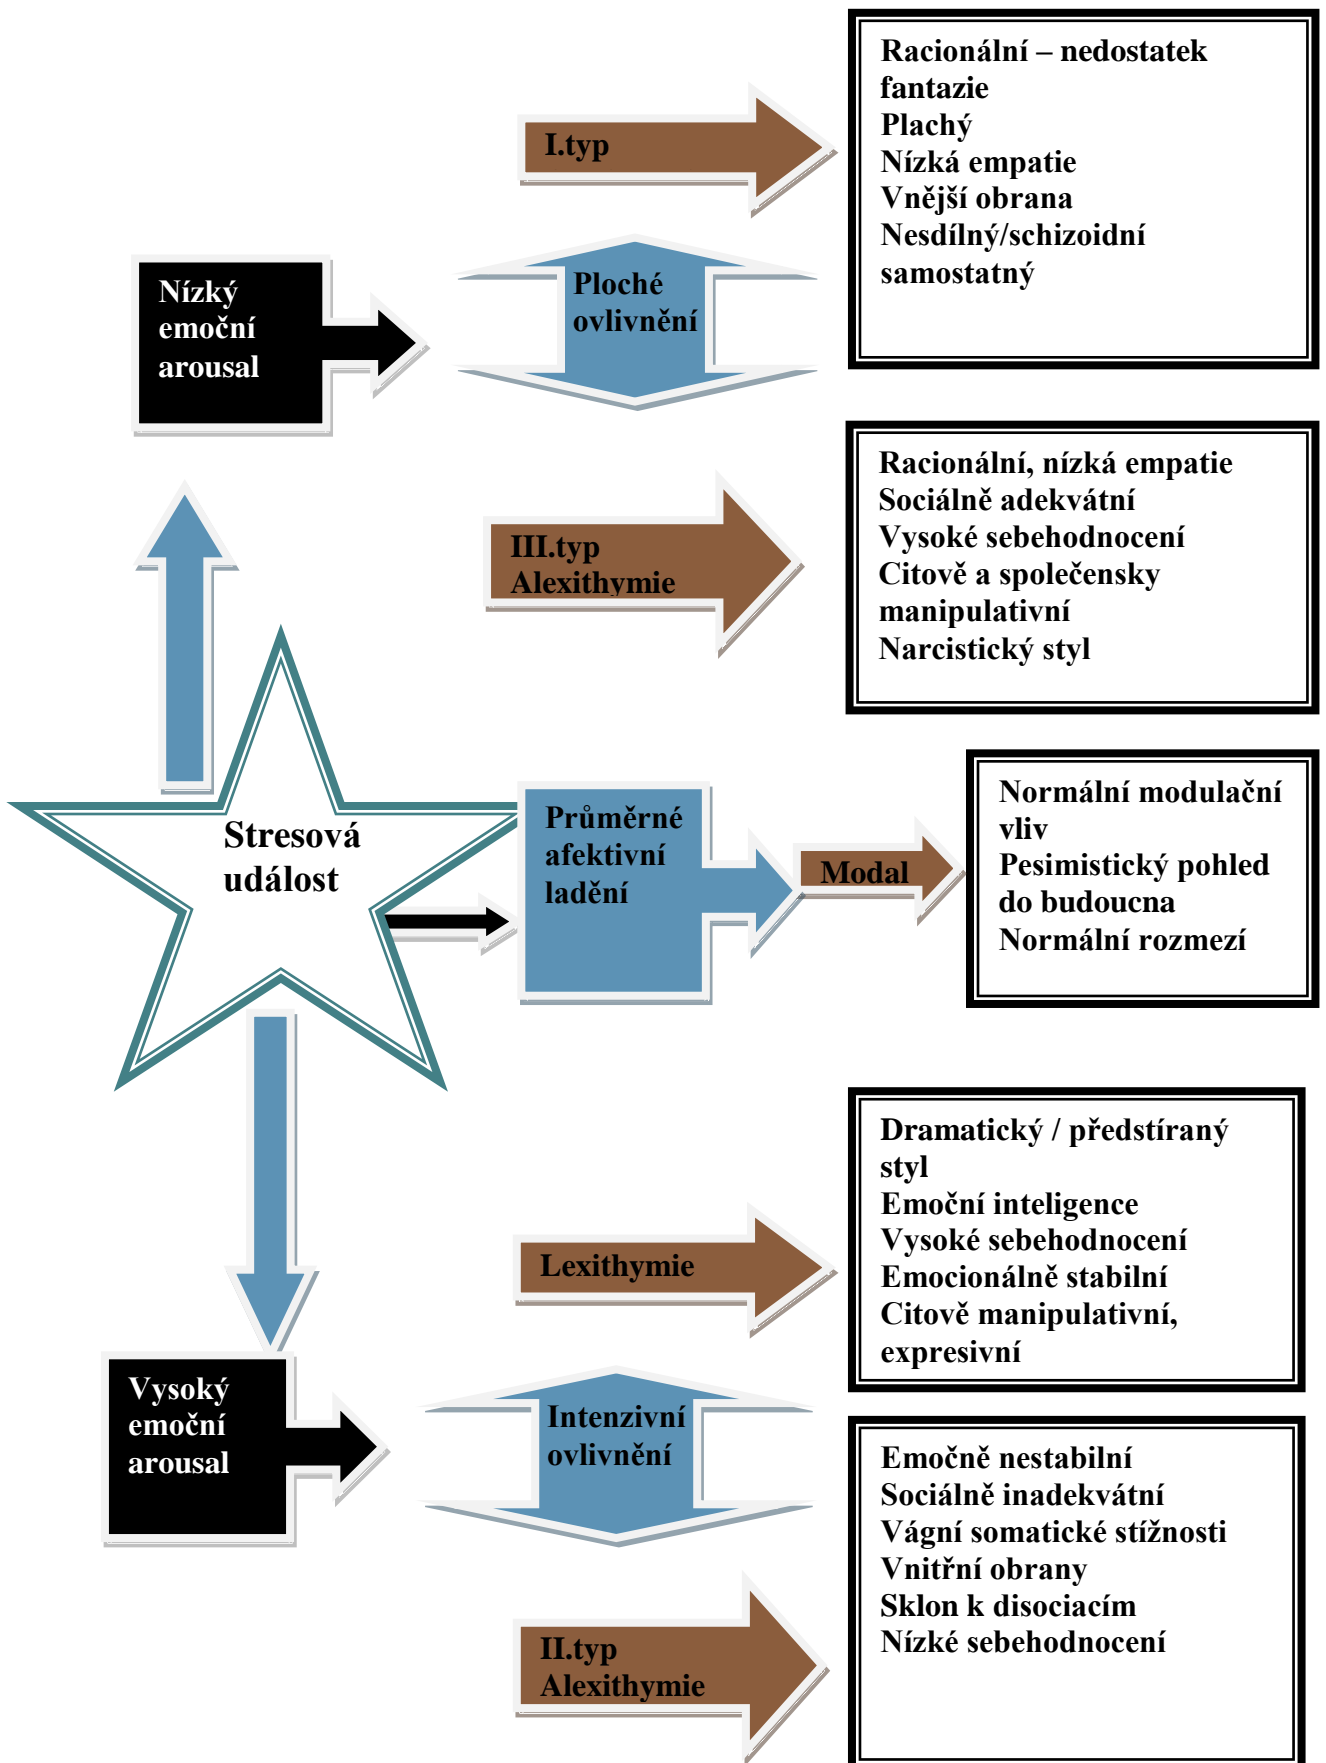 I.typ
Racionální – nedostatek
fantazie
Plachý
Nízká empatie
Vnější obrana
Nesdílný/schizoidní
samostatný
Nízký
emoční
arousal
Ploché
ovlivnění
III.typ
Alexithymie
Racionální, nízká empatie
Sociálně adekvátní
Vysoké sebehodnocení
Citově a společensky
manipulativní
Narcistický styl
Stresová
událost
Průměrné
afektivní
ladění
Modal
Normální modulační
vliv
Pesimistický pohled
do budoucna
Normální rozmezí
Lexithymie
Dramatický / předstíraný
styl
Emoční inteligence
Vysoké sebehodnocení
Emocionálně stabilní
Citově manipulativní,
expresivní
Vysoký
emoční
arousal
Intenzivní
ovlivnění
II.typ
Alexithymie
Emočně nestabilní
Sociálně inadekvátní
Vágní somatické stížnosti
Vnitřní obrany
Sklon k disociacím
Nízké sebehodnocení